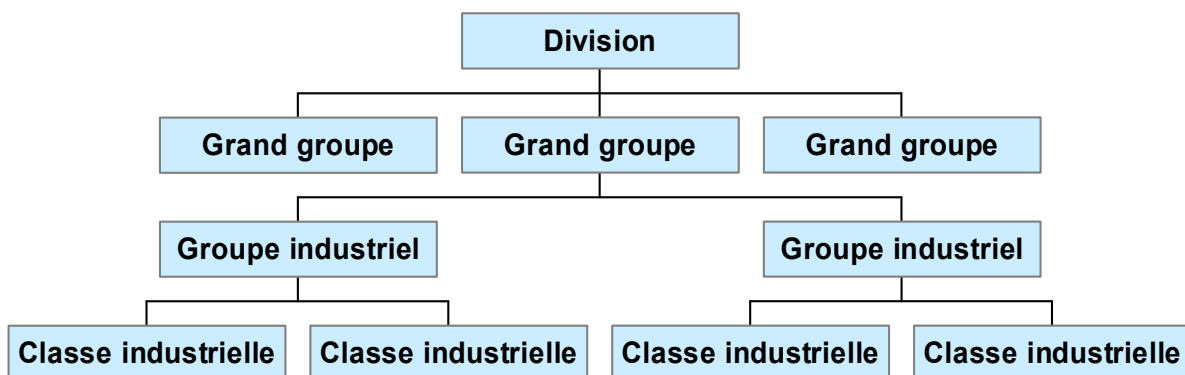 Division
Grand groupe
Grand groupe
Grand groupe
Groupe industriel
Groupe industriel
Classe industrielle
Classe industrielle
Classe industrielle
Classe industrielle